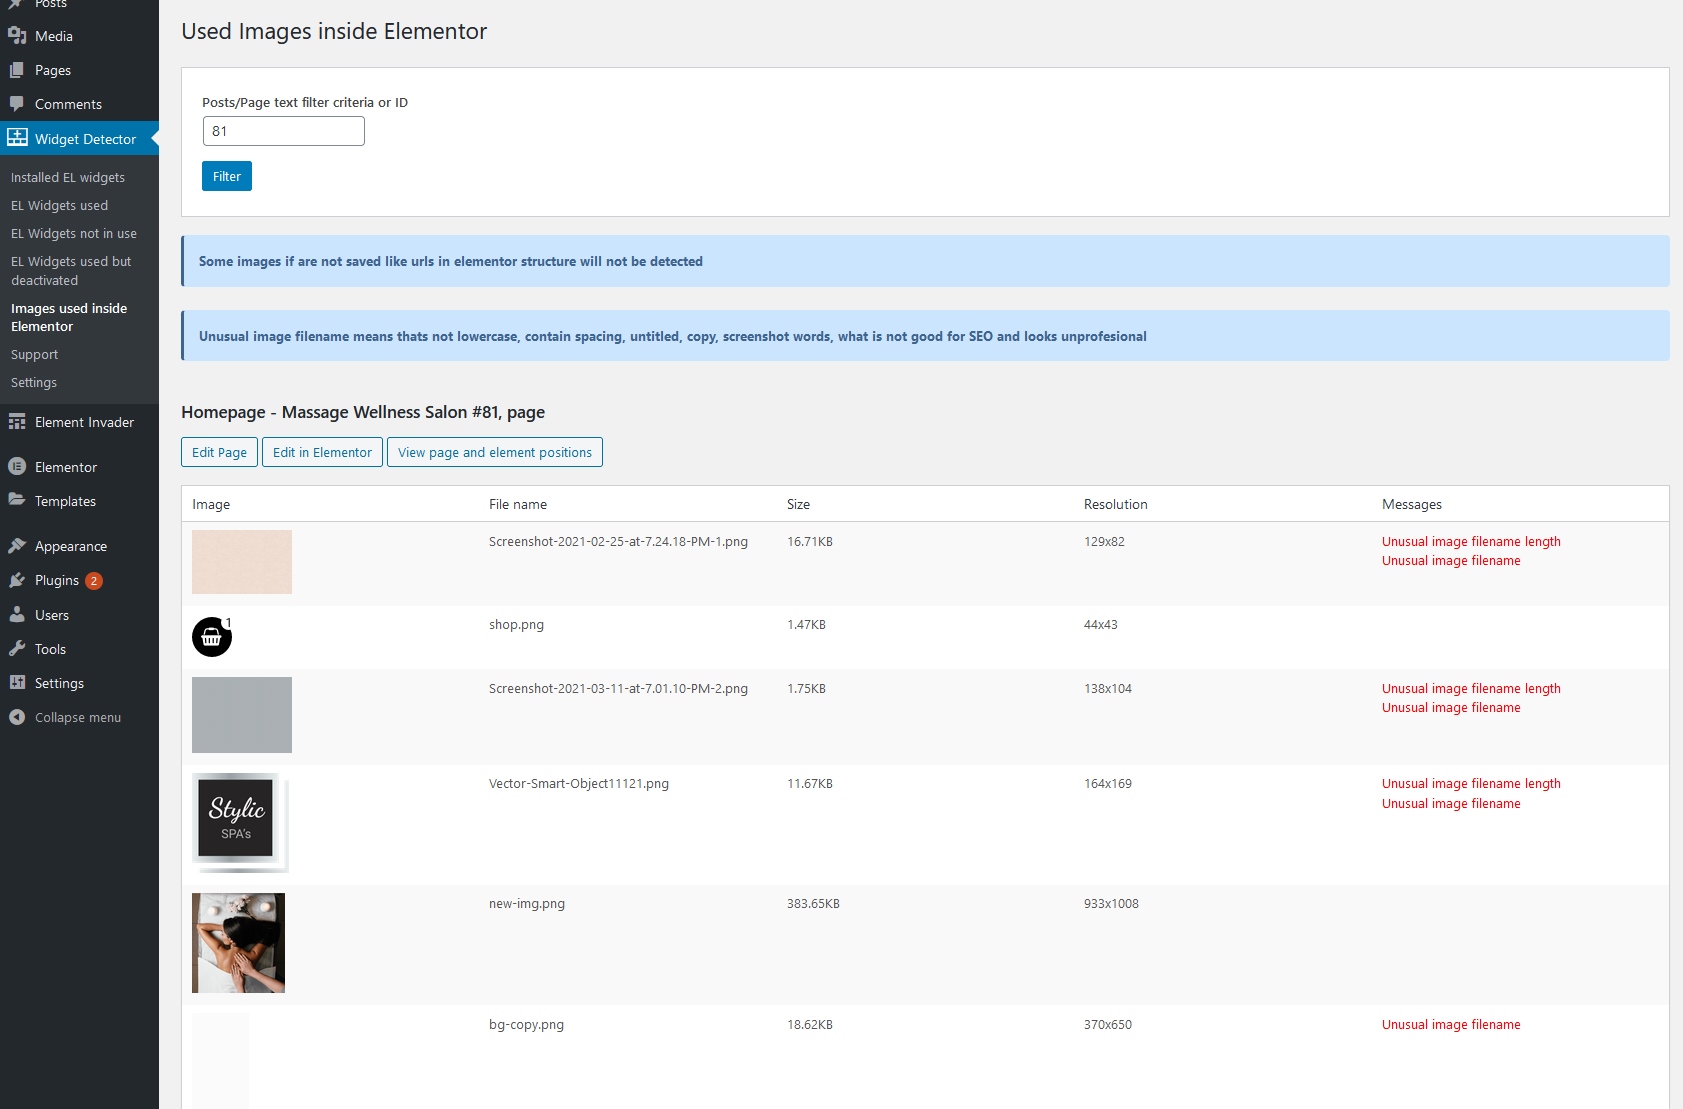 Posts
Media
Pages
Comments
Widget Detector
Installed EL widgets
EL Widgets used
EL Widgets not in use
EL Widgets used but
deactivated
Images used inside
Elementor
Support
Settings
Element Invader
Elementor
Templates
Appearance
Plugins 2
Users
Tools
Settings
Collapse menu
Used Images inside Elementor
Posts/Page text filter criteria or ID
81
Filter
Some images if are not saved like urls in elementor structure will not be detected
Unusual image filename means thats not lowercase, contain spacing, untitled, copy, screenshot words, what is not good for SEO and looks unprofesional
Homepage - Massage Wellness Salon #81, page
Edit Page Edit in Elementor View page and element positions
Image File name Size Resolution Messages
Screenshot-2021-02-25-at-7.24.18-PM-1.png 16.71KB 129x82 Unusual image filename length
Unusual image filename
1 shop.png 1.47KB 44x43
Screenshot-2021-03-11-at-7.01.10-PM-2.png 1.75KB 138x104 Unusual image filename length
Unusual image filename
Vector-Smart-Object11121.png 11.67KB 164x169 Unusual image filename length
Unusual image filename
Stylic
SPA's
new-img.png 383.65KB 933x1008
bg-copy.png 18.62KB 370x650 Unusual image filename